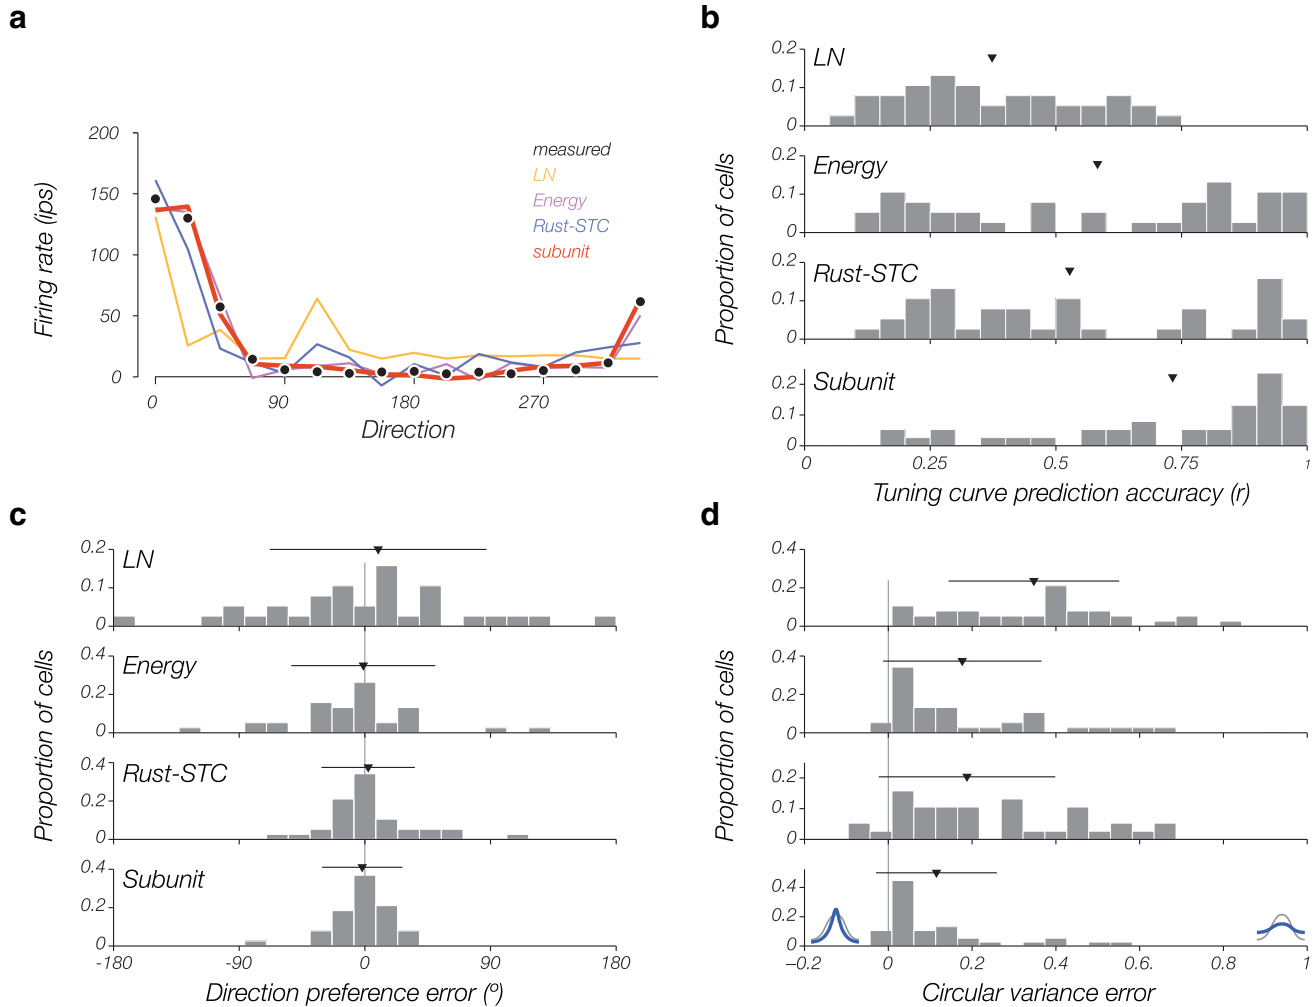 a
200
150
100
50
0
Firing rate (ips)
measured
LN
Energy
Rust-STC
subunit
0 90 180 270
Direction
b
0.2
0.1
0
LN
0.2
0.1
0
Energy
0.2
0.1
0
Rust-STC
0.2
0.1
0
Subunit
Proportion of cells
0 0.25 0.5 0.75 1
Tuning curve prediction accuracy (r)
c
0.2
0.1
0
LN
0.4
0.2
0
Energy
0.4
0.2
0
Rust-STC
0.4
0.2
0
Subunit
Proportion of cells
-180 -90 0 90 180
Direction preference error (º)
d
0.4
0.2
0
0.4
0.2
0
0.2
0.1
0
0.4
0.2
0
Proportion of cells
–0.2 0 0.2 0.4 0.6. 0.8 1
Circular variance error